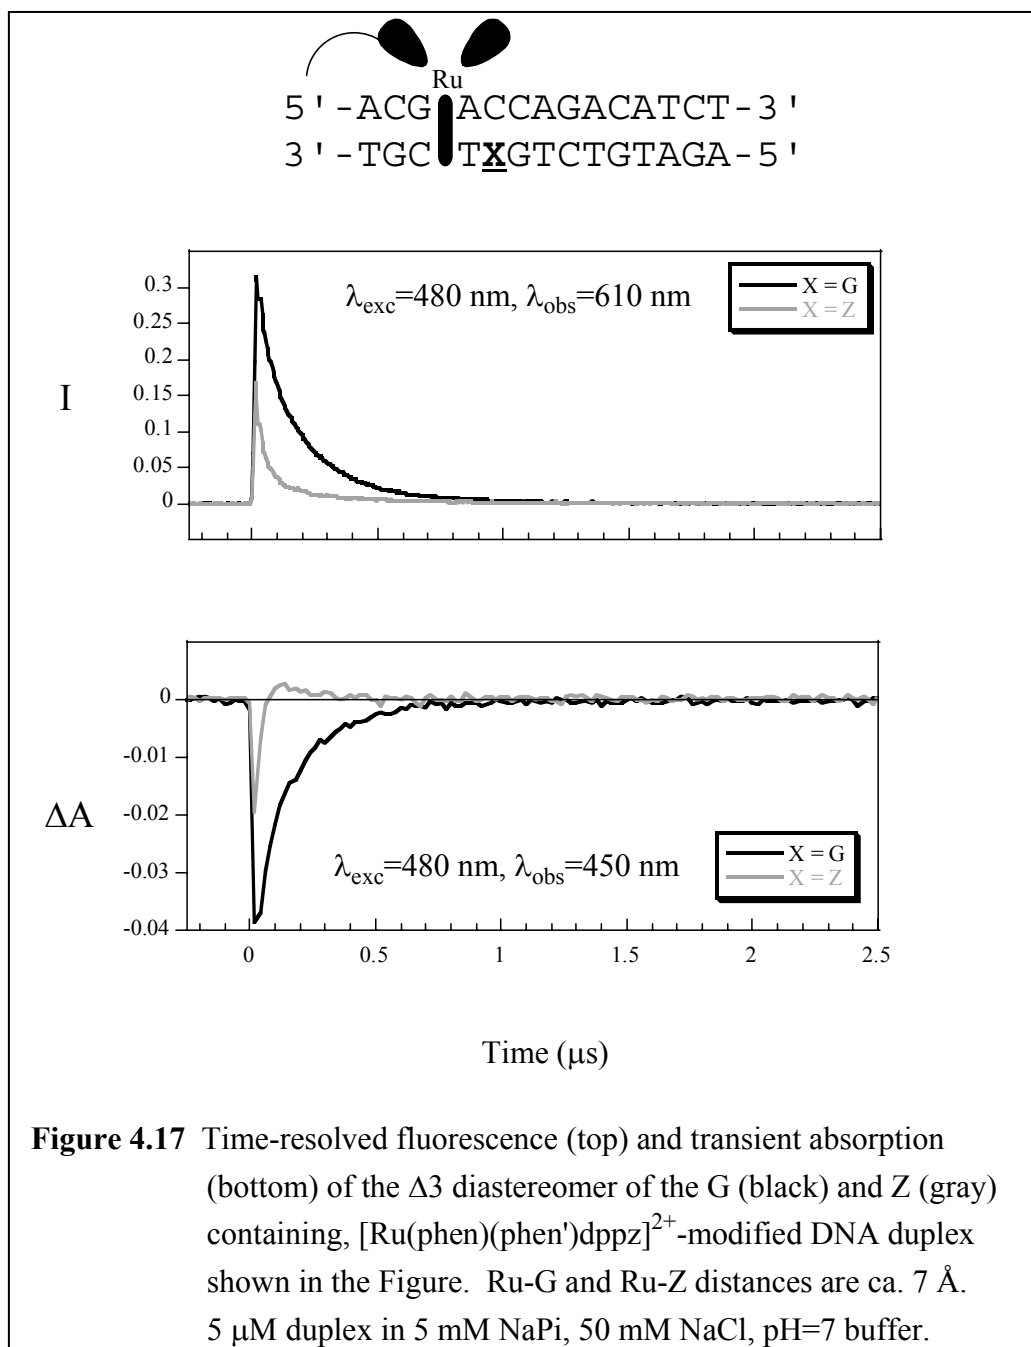 Ru
5'-ACG ACCAGACATCT-3'
3'-TGC TXGTCTGTAGA-5'
λexc=480 nm, λobs=610 nm
X = G
X = Z
I
0.3
0.25
0.2
0.15
0.1
0.05
0
ΔA
0
-0.01
-0.02
-0.03
-0.04
λexc=480 nm, λobs=450 nm
X = G
X = Z
0 0.5 1 1.5 2 2.5
Time (μs)
Figure 4.17 Time-resolved fluorescence (top) and transient absorption
(bottom) of the Δ3 diastereomer of the G (black) and Z (gray)
containing, [Ru(phen)(phen')dppz]²⁺-modified DNA duplex
shown in the Figure. Ru-G and Ru-Z distances are ca. 7 Å.
5 μM duplex in 5 mM NaPi, 50 mM NaCl, pH=7 buffer.